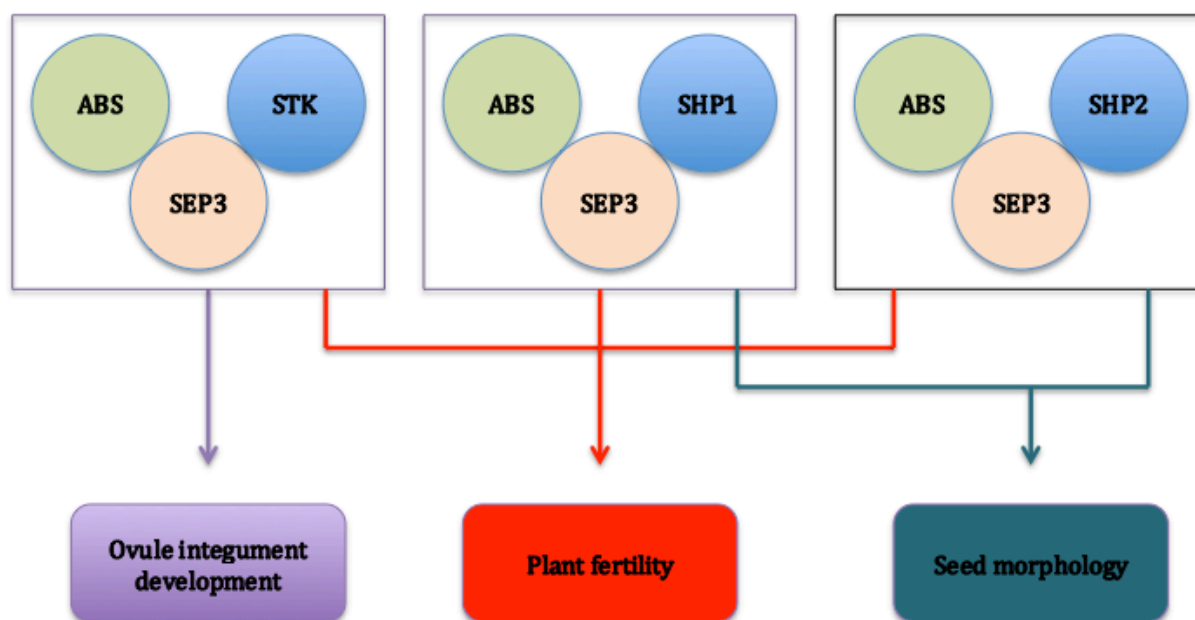 ABS
STK
SEP3
ABS
SHP1
SEP3
ABS
SHP2
SEP3
Ovule integument
development
Plant fertility
Seed morphology